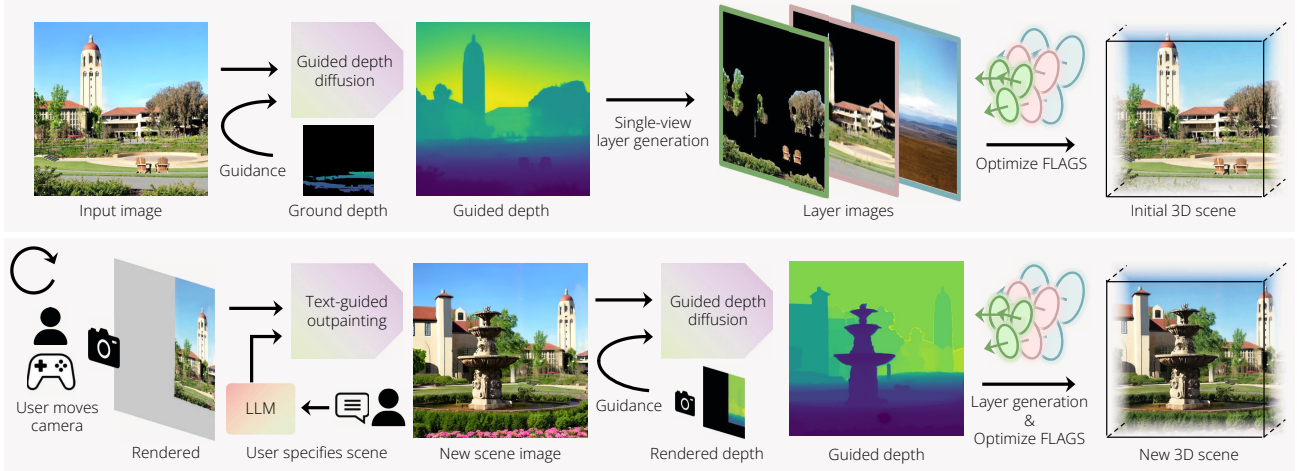 Guided depth
diffusion
Guidance
Single-view
layer generation
Optimize FLAGS
Input image
Ground depth
Guided depth
Layer images
Initial 3D scene
Text-guided
outpainting
Guided depth
diffusion
LLM
Guidance
User moves
camera
Layer generation
&
Optimize FLAGS
Rendered
User specifies scene
New scene image
Rendered depth
Guided depth
New 3D scene